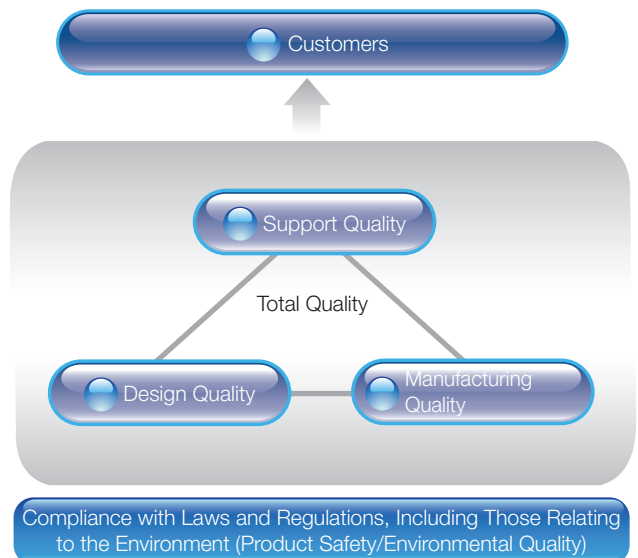 Customers
Support Quality
Total Quality
Design Quality
Manufacturing
Quality
Compliance with Laws and Regulations, Including Those Relating
to the Environment (Product Safety/Environmental Quality)